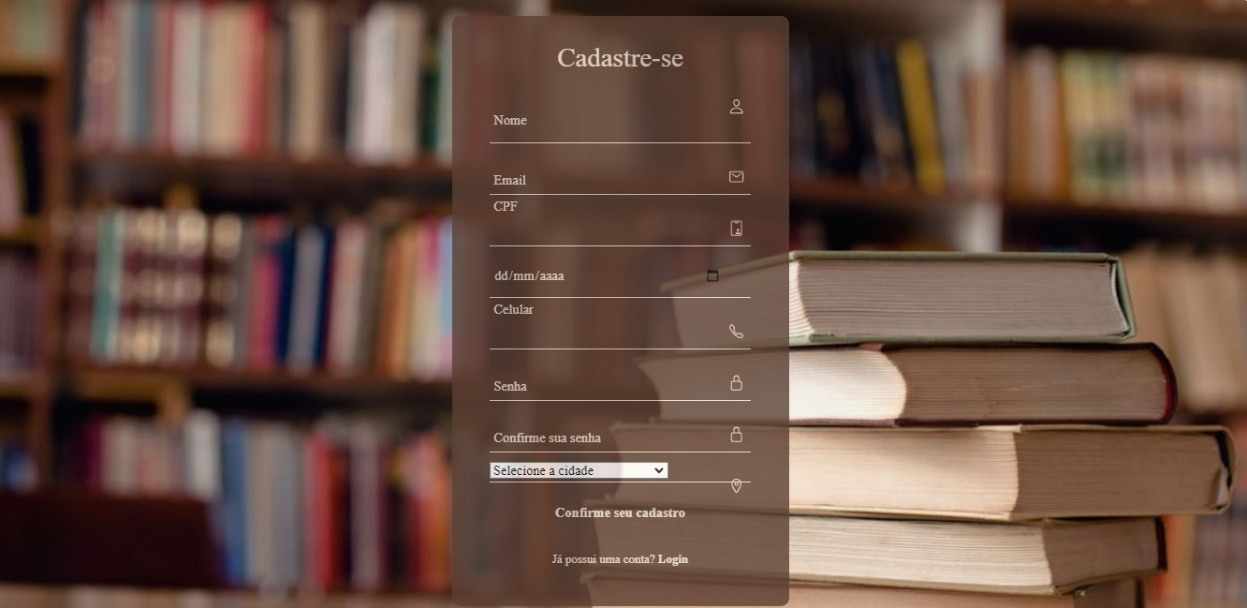 Cadastre-se
Nome
Email
CPF
dd/mm/aaaa
Celular
Senha
Confirme sua senha
Selecione a cidade
Confirme seu cadastro
Já possui uma conta? Login